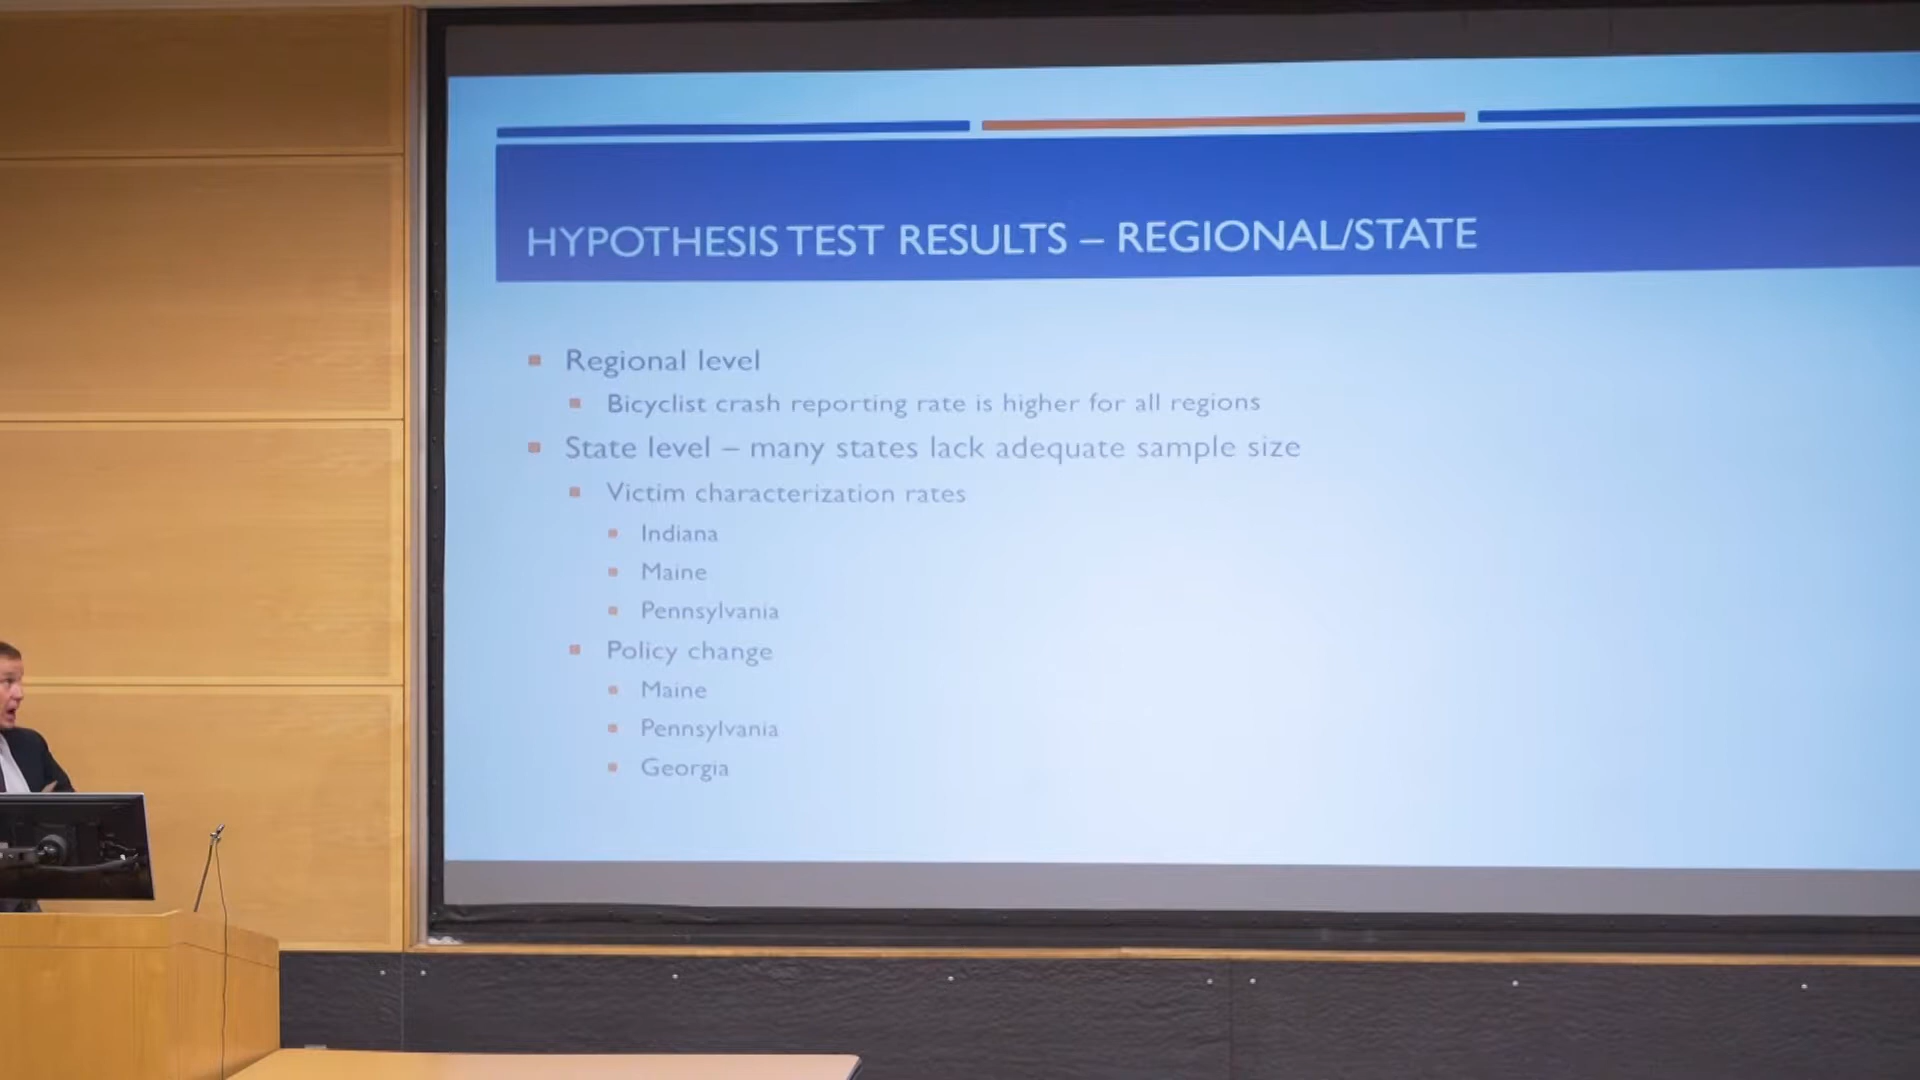 HYPOTHESIS TEST RESULTS – REGIONAL/STATE
Regional level
Bicyclist crash reporting rate is higher for all regions
State level – many states lack adequate sample size
Victim characterization rates
Indiana
Maine
Pennsylvania
Policy change
Maine
Pennsylvania
Georgia